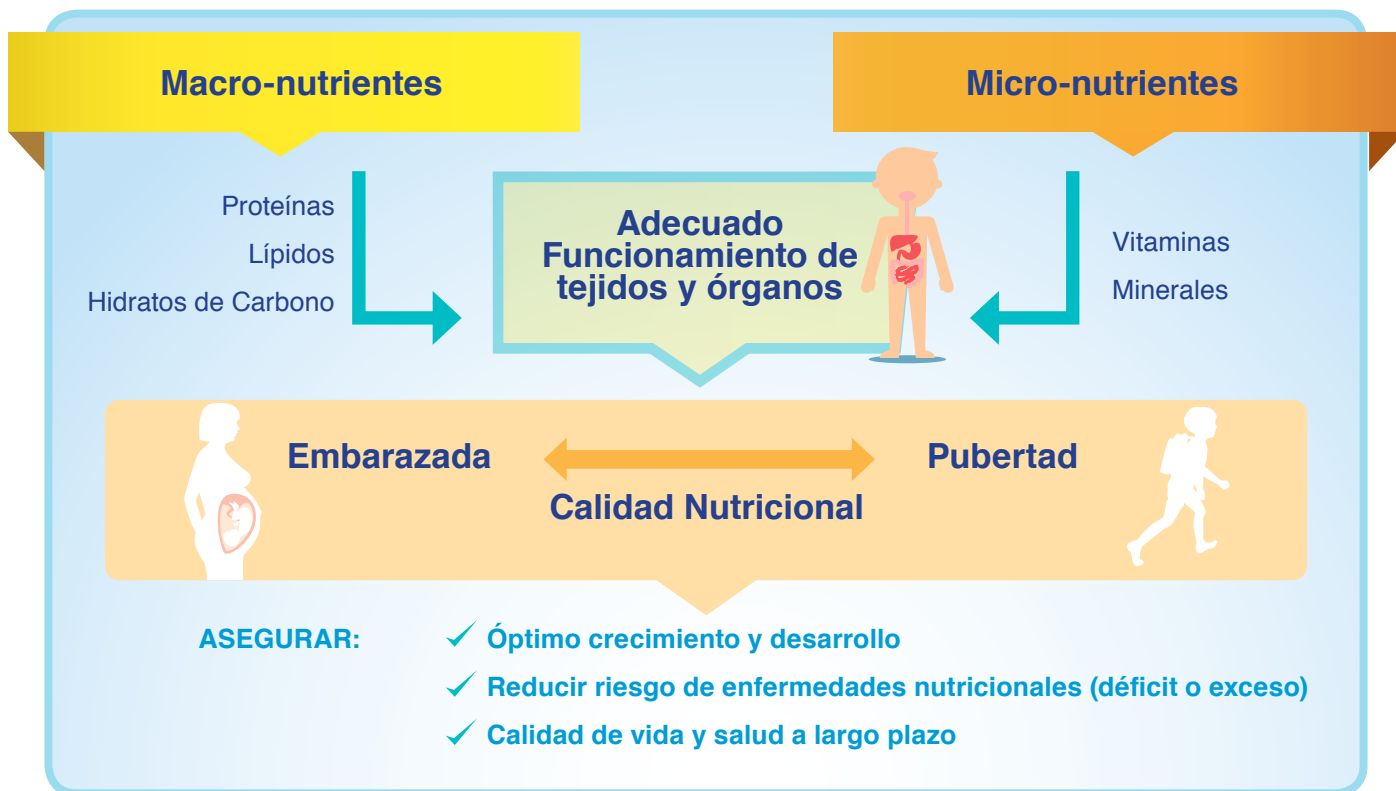 Macro-nutrientes
Micro-nutrientes
Proteínas
Lípidos
Hidratos de Carbono
Adecuado
Funcionamiento de
tejidos y órganos
Vitaminas
Minerales
Embarazada
Pubertad
Calidad Nutricional
ASEGURAR:
Óptimo crecimiento y desarrollo
Reducir riesgo de enfermedades nutricionales (déficit o exceso)
Calidad de vida y salud a largo plazo